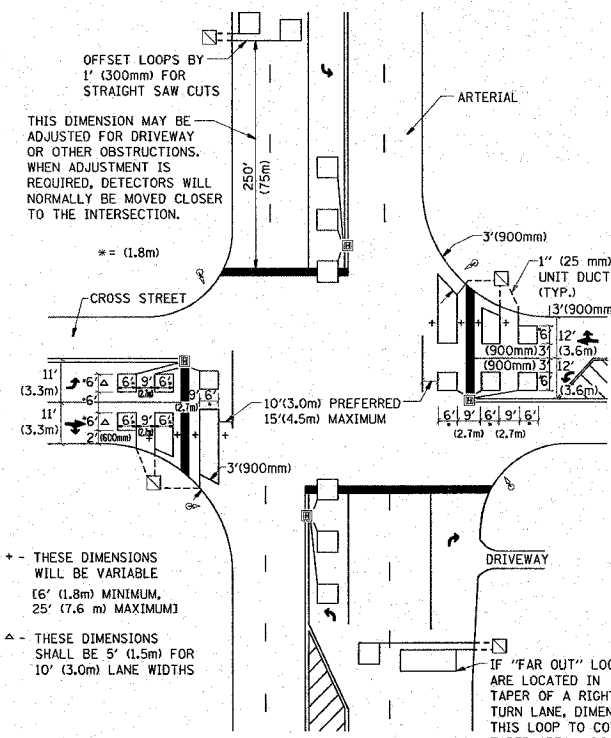 OFFSET LOOPS BY
1' (300mm) FOR
STRAIGHT SAW CUTS
THIS DIMENSION MAY BE
ADJUSTED FOR DRIVEWAY
OR OTHER OBSTRUCTIONS.
WHEN ADJUSTMENT IS
REQUIRED, DETECTORS WILL
NORMALLY BE MOVED CLOSER
TO THE INTERSECTION.
* = (1.8m)
250'
(75m)
ARTERIAL
3'(900mm)
1" (25 mm)
UNIT DUCT
(TYP.)
CROSS STREET
3'(900mm
*6' 12'
(900mm) 3' (3.6m)
(900mm) 3' 12'
*6' (3.6m)
6' 9' 6' 9' 6'
(2.7m) (2.7m)
10'(3.0m) PREFERRED
15'(4.5m) MAXIMUM
11'
(3.3m)
*6' △ 6' 9' 6' 9' 6'
(2.7m)
*6'
11'
(3.3m)
*6' △ 6' 9' 6'
2' (600mm)
3'(900mm)
+ - THESE DIMENSIONS
WILL BE VARIABLE
[6' (1.8m) MINIMUM,
25' (7.6 m) MAXIMUM]
△ - THESE DIMENSIONS
SHALL BE 5' (1.5m) FOR
10' (3.0m) LANE WIDTHS
DRIVEWAY
IF "FAR OUT" LOO
ARE LOCATED IN
TAPER OF A RIGHT
TURN LANE, DIMEN
THIS LOOP TO CO